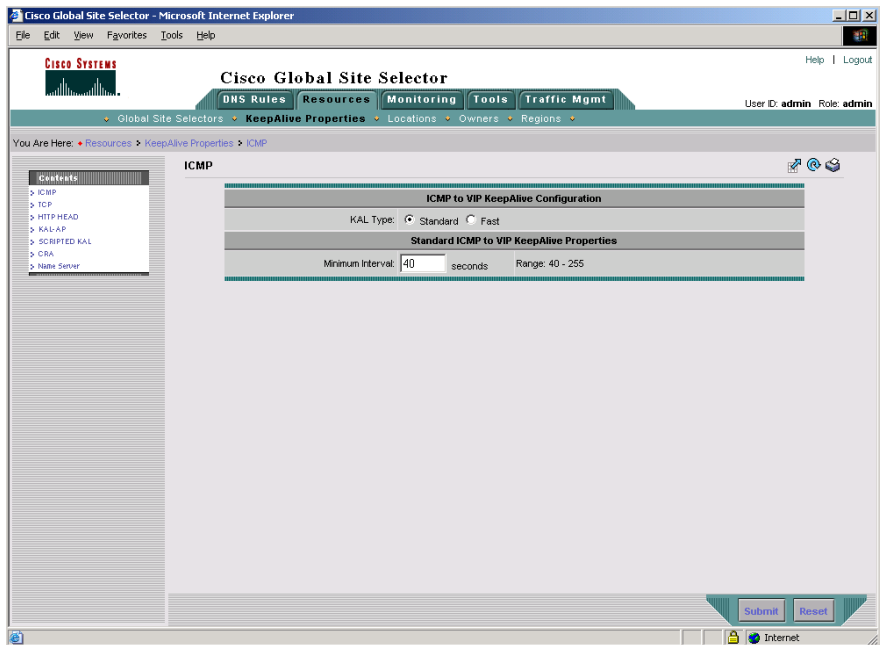 Cisco Global Site Selector - Microsoft Internet Explorer
File Edit View Favorites Tools Help
CISCO SYSTEMS
Help | Logout
Cisco Global Site Selector
DNS Rules Resources Monitoring Tools Traffic Mgmt
User ID: admin Role: admin
Global Site Selectors KeepAlive Properties Locations Owners Regions
You Are Here: Resources > KeepAlive Properties > ICMP
Contents
> ICMP
> TCP
> HTTP HEAD
> KAL-AP
> SCRIPTED KAL
> CRA
> Name Server
ICMP
ICMP to VIP KeepAlive Configuration
KAL Type: Standard Fast
Standard ICMP to VIP KeepAlive Properties
Minimum Interval: 40 seconds Range: 40 - 255
Submit Reset
Internet